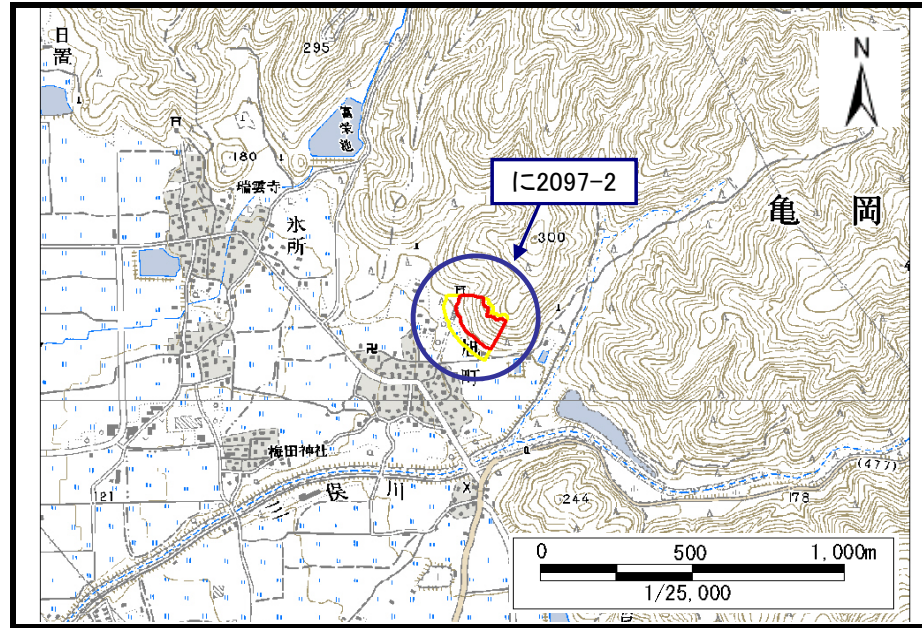 日置
295
N
富栄池
180
瑞雲寺
に2097-2
氷所
300
亀 岡
旭町
梅田神社
(477)
俣川
121
244
178
0 500 1,000m
1/25,000